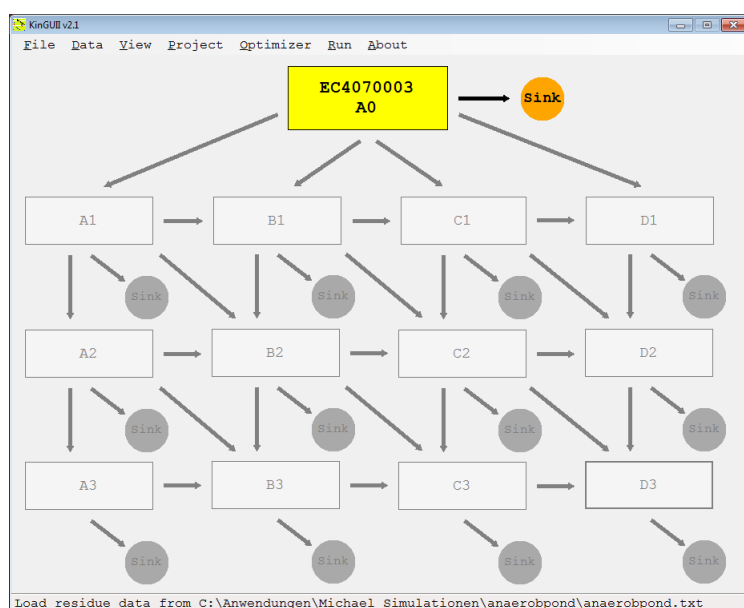 KinGUII v2.1
File Data View Project Optimizer Run About
EC4070003
A0
Sink
A1 B1 C1 D1
Sink Sink Sink Sink
A2 B2 C2 D2
Sink Sink Sink Sink
A3 B3 C3 D3
Sink Sink Sink Sink
Load residue data from C:\Anwendungen\Michael Simulationen\anaerobpond\anaerobpond.txt